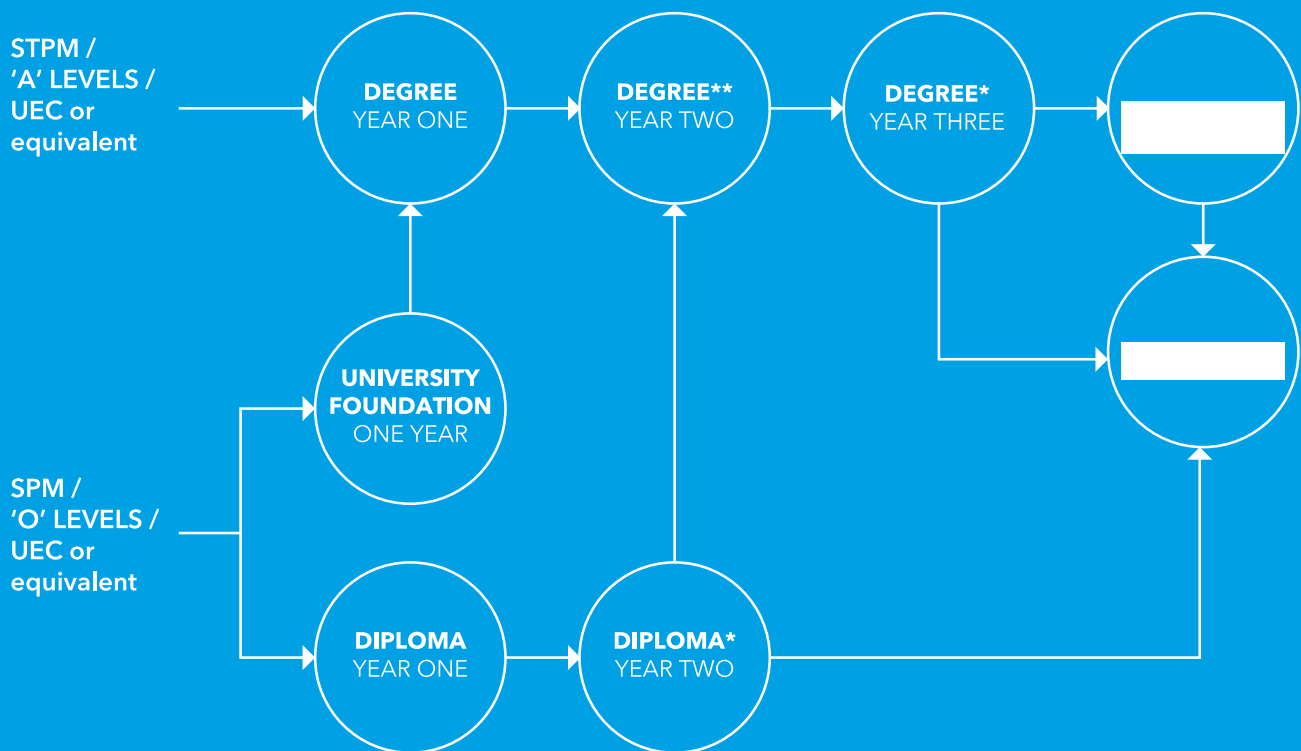 STPM /
'A' LEVELS /
UEC or
equivalent
DEGREE
YEAR ONE
DEGREE**
YEAR TWO
DEGREE*
YEAR THREE
UNIVERSITY
FOUNDATION
ONE YEAR
SPM /
'O' LEVELS /
UEC or
equivalent
DIPLOMA
YEAR ONE
DIPLOMA*
YEAR TWO